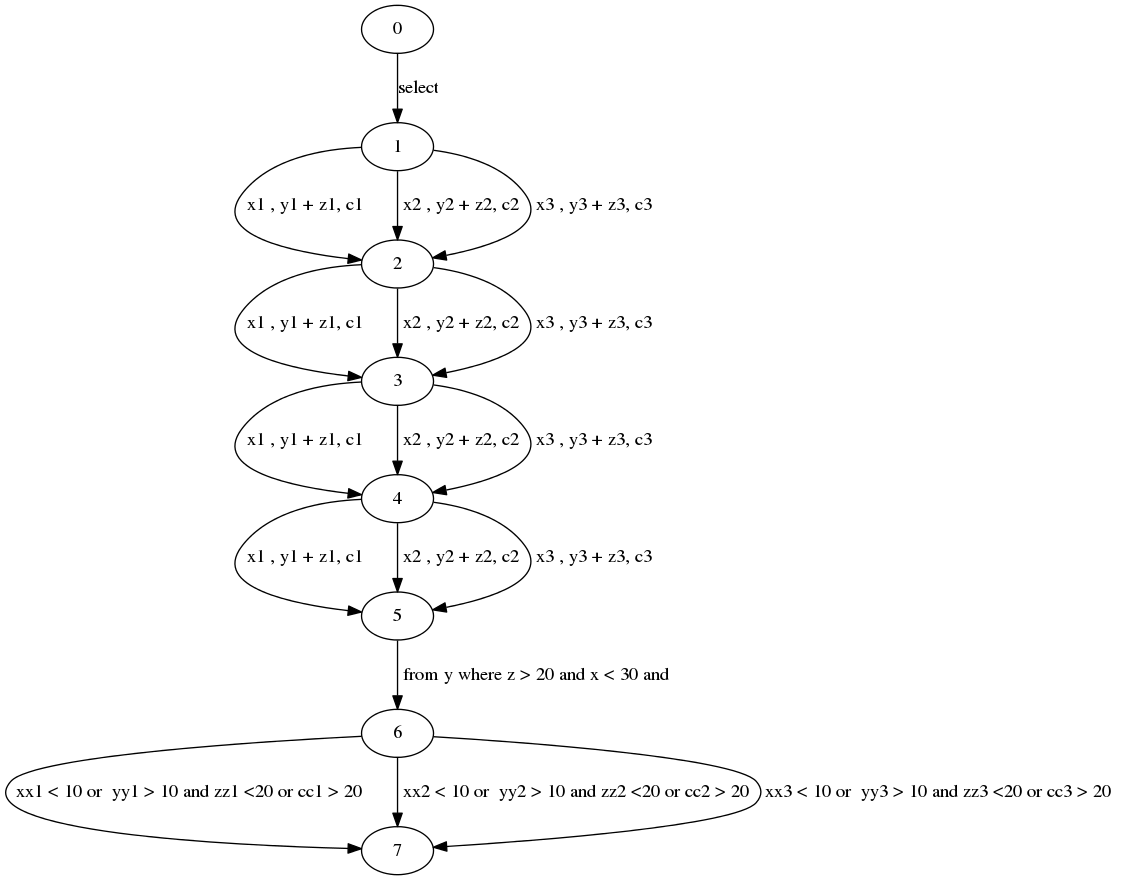 0
select
1
x1 , y1 + z1, c1
x2 , y2 + z2, c2
x3 , y3 + z3, c3
2
x1 , y1 + z1, c1
x2 , y2 + z2, c2
x3 , y3 + z3, c3
3
x1 , y1 + z1, c1
x2 , y2 + z2, c2
x3 , y3 + z3, c3
4
x1 , y1 + z1, c1
x2 , y2 + z2, c2
x3 , y3 + z3, c3
5
from y where z > 20 and x < 30 and
6
xx1 < 10 or  yy1 > 10 and zz1 <20 or cc1 > 20
xx2 < 10 or  yy2 > 10 and zz2 <20 or cc2 > 20
xx3 < 10 or  yy3 > 10 and zz3 <20 or cc3 > 20
7